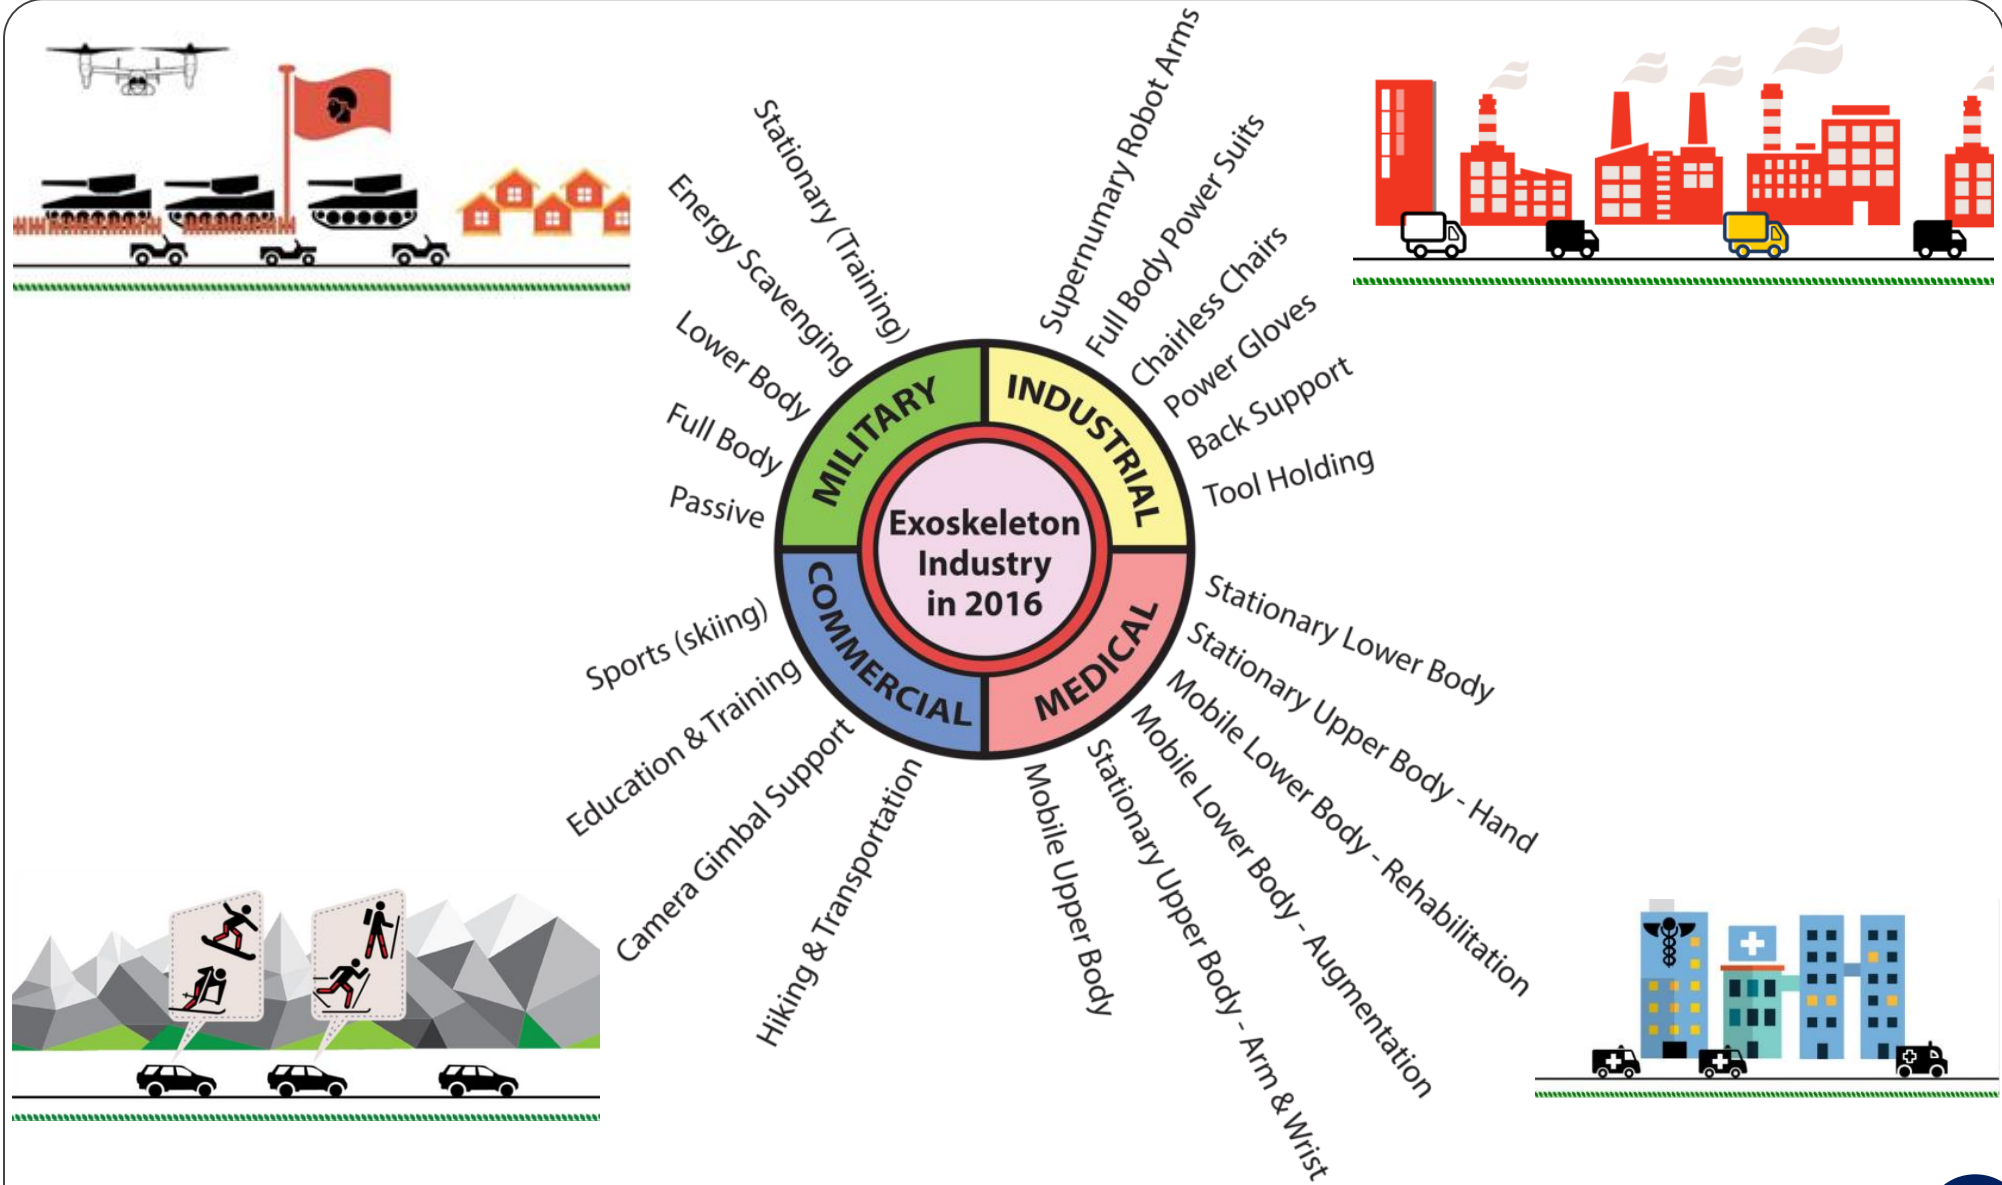 Stationary (Training)
Energy Scavenging
Lower Body
Full Body
Passive
Supernumary Robot Arms
Full Body Power Suits
Chairless Chairs
Power Gloves
Back Support
Tool Holding
MILITARY
INDUSTRIAL
Exoskeleton
Industry
in 2016
COMMERCIAL
MEDICAL
Sports (skiing)
Education & Training
Camera Gimbal Support
Hiking & Transportation
Stationary Lower Body
Stationary Upper Body - Hand
Mobile Lower Body - Rehabilitation
Mobile Lower Body - Augmentation
Stationary Upper Body - Arm & Wrist
Mobile Upper Body